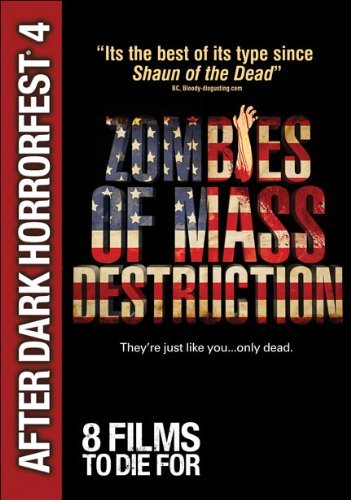 AFTER DARK HORRORFEST® 4
“Its the best of its type since
Shaun of the Dead”
BC, Bloody-disgusting.com
ZOMBIES
OF MASS
DESTRUCTION
They're just like you...only dead.
8 FILMS
TO DIE FOR